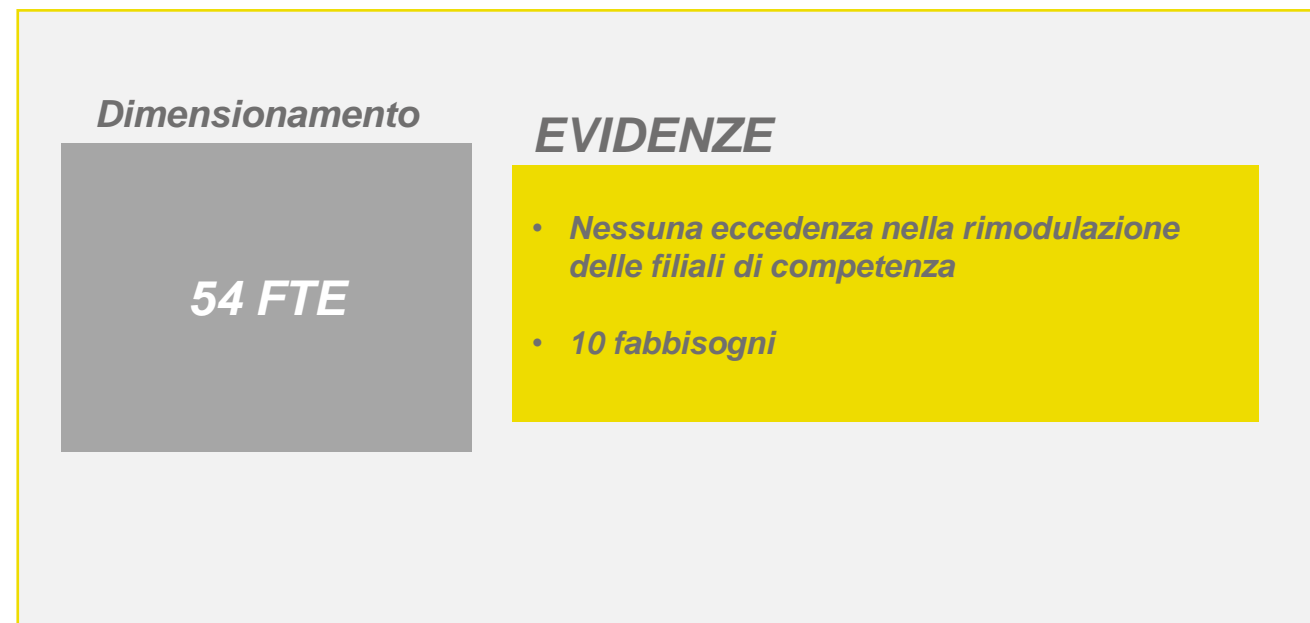 Dimensionamento
54 FTE
EVIDENZE
• Nessuna eccedenza nella rimodulazione
delle filiali di competenza
• 10 fabbisogni